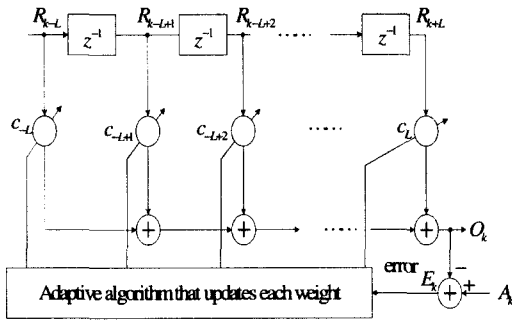 R_{k-L} R_{k-L+1} R_{k-L+2} R_{k+L}
z^{-1} z^{-1} z^{-1}
c_{-L} c_{-L+1} c_{-L+2} c_L
+ + + O_k
error E_k − + + A_k
Adaptive algorithm that updates each weight